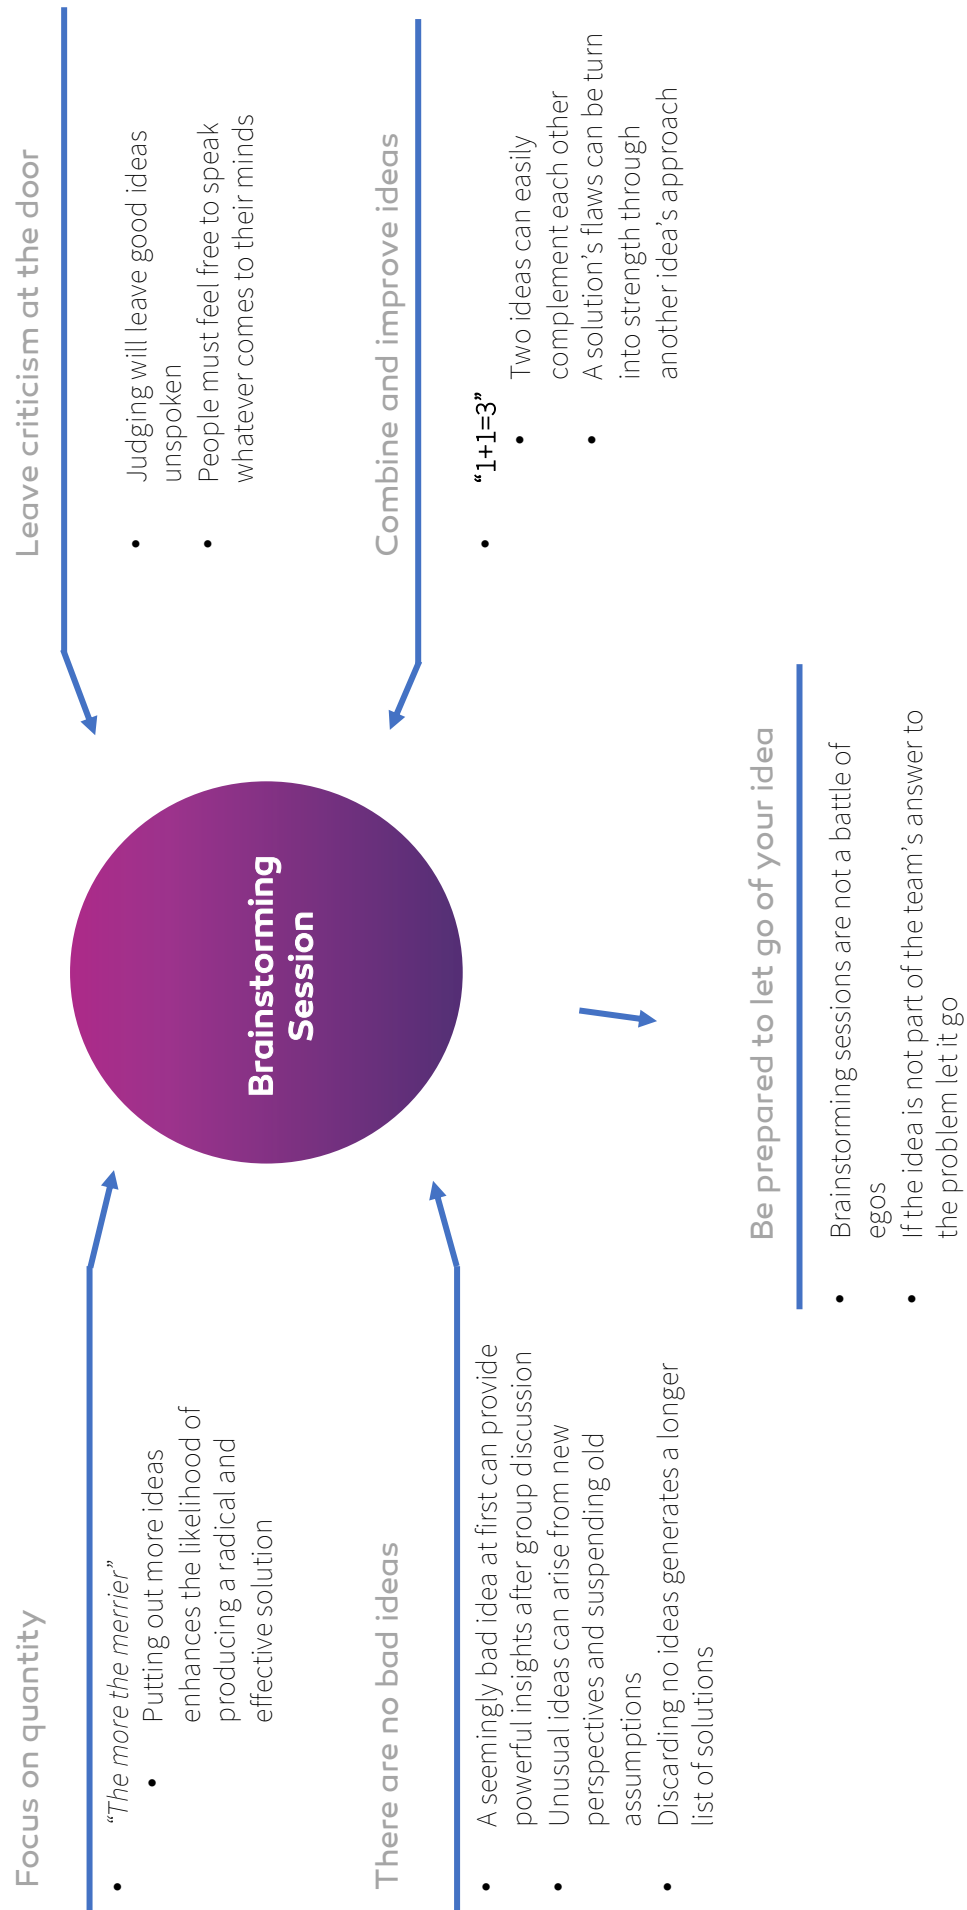 Focus on quantity
• “The more the merrier”
• Putting out more ideas
enhances the likelihood of
producing a radical and
effective solution
There are no bad ideas
• A seemingly bad idea at first can provide
powerful insights after group discussion
• Unusual ideas can arise from new
perspectives and suspending old
assumptions
• Discarding no ideas generates a longer
list of solutions
Brainstorming
Session
Leave criticism at the door
• Judging will leave good ideas
unspoken
• People must feel free to speak
whatever comes to their minds
Combine and improve ideas
• “1+1=3”
• Two ideas can easily
complement each other
• A solution’s flaws can be turn
into strength through
another idea’s approach
Be prepared to let go of your idea
• Brainstorming sessions are not a battle of
egos
• If the idea is not part of the team’s answer to
the problem let it go